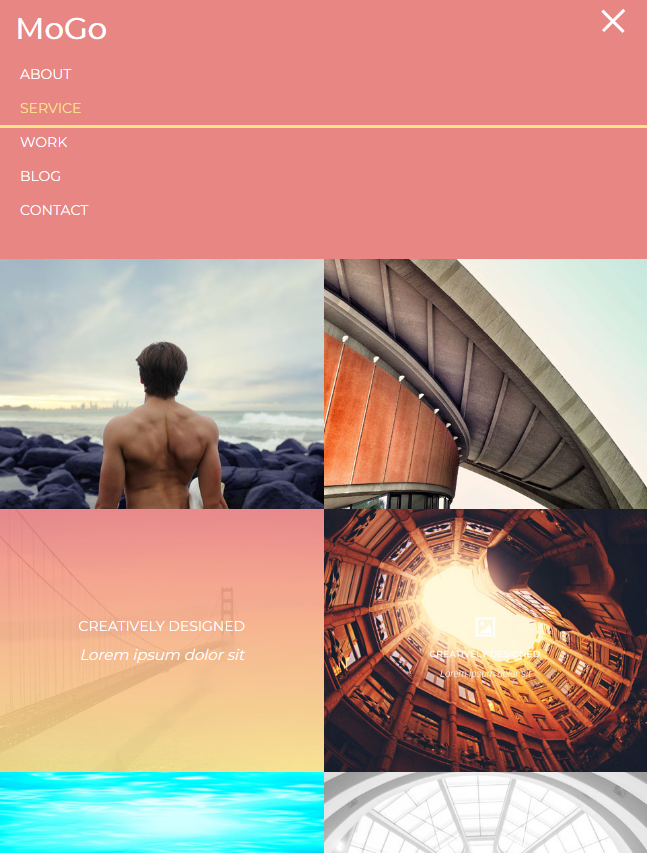 MoGo
ABOUT
SERVICE
WORK
BLOG
CONTACT
CREATIVELY DESIGNED
Lorem ipsum dolor sit
CREATIVELY DESIGNED
Lorem ipsum dolor sit